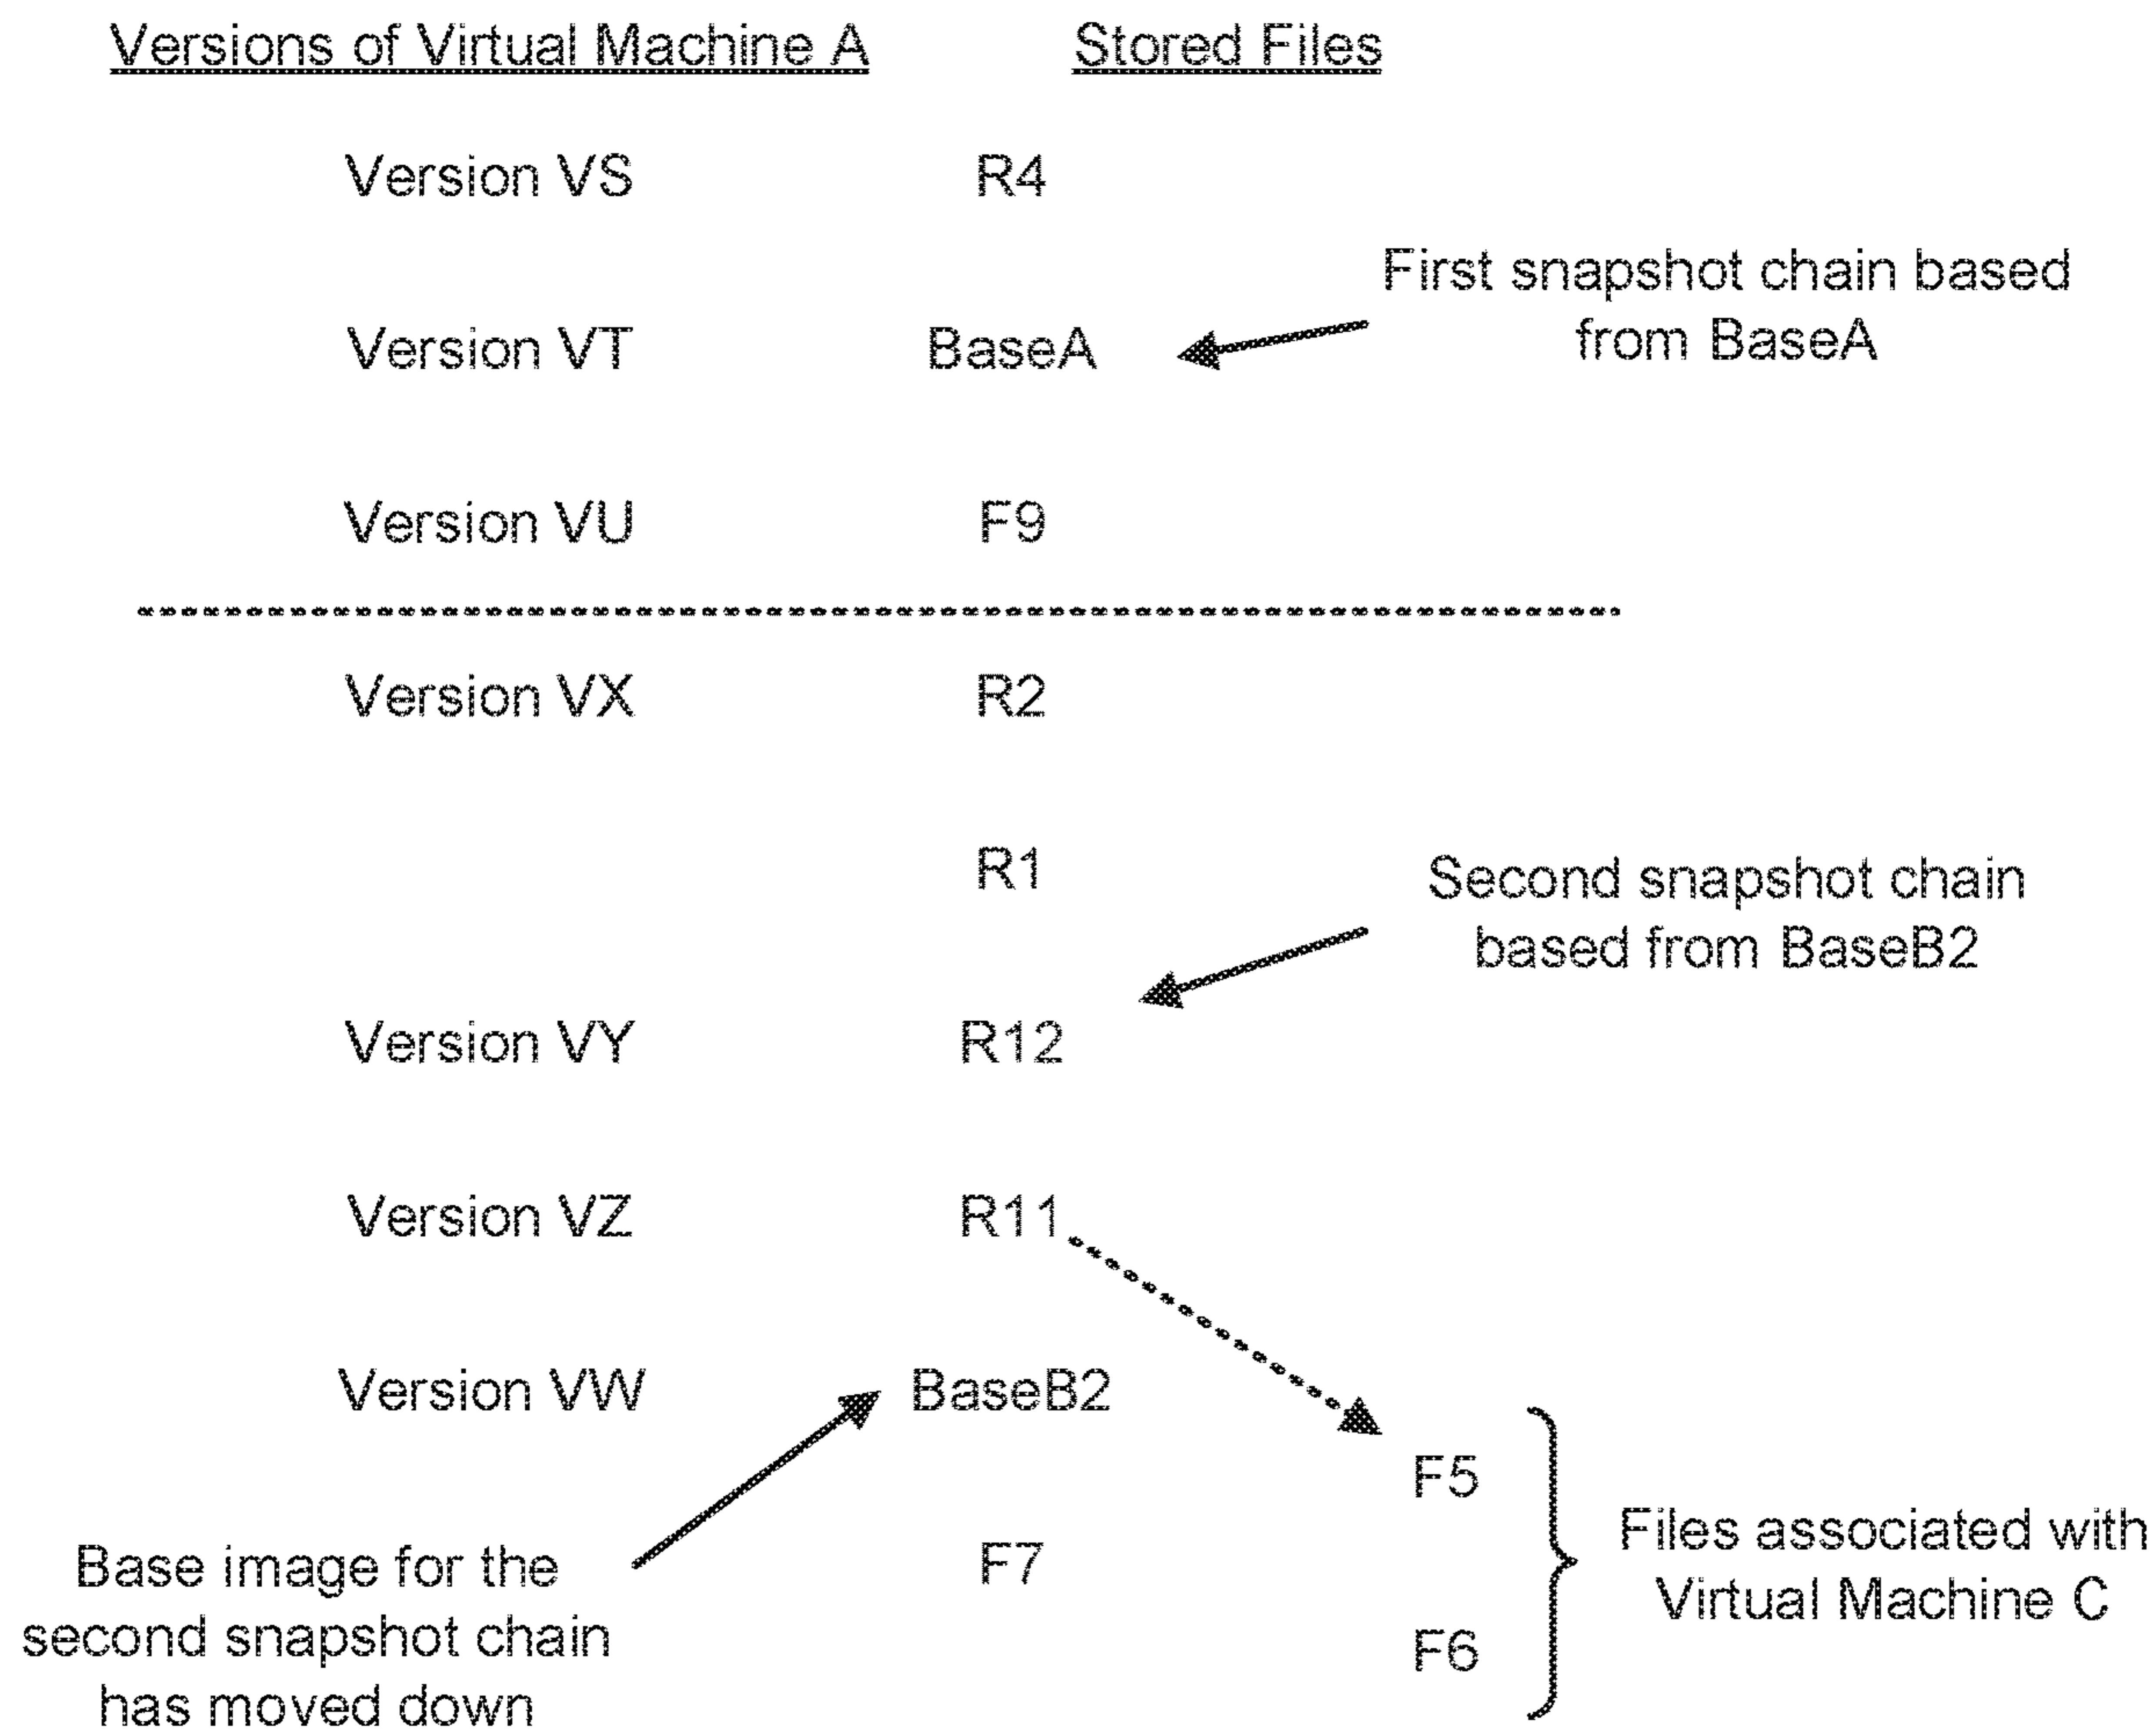 Versions of Virtual Machine A
Stored Files
Version VS
R4
First snapshot chain based
from BaseA
Version VT
BaseA
Version VU
F9
Version VX
R2
R1
Second snapshot chain
based from BaseB2
Version VY
R12
Version VZ
R11
Version VW
BaseB2
F5
Files associated with
Virtual Machine C
F7
F6
Base image for the
second snapshot chain
has moved down